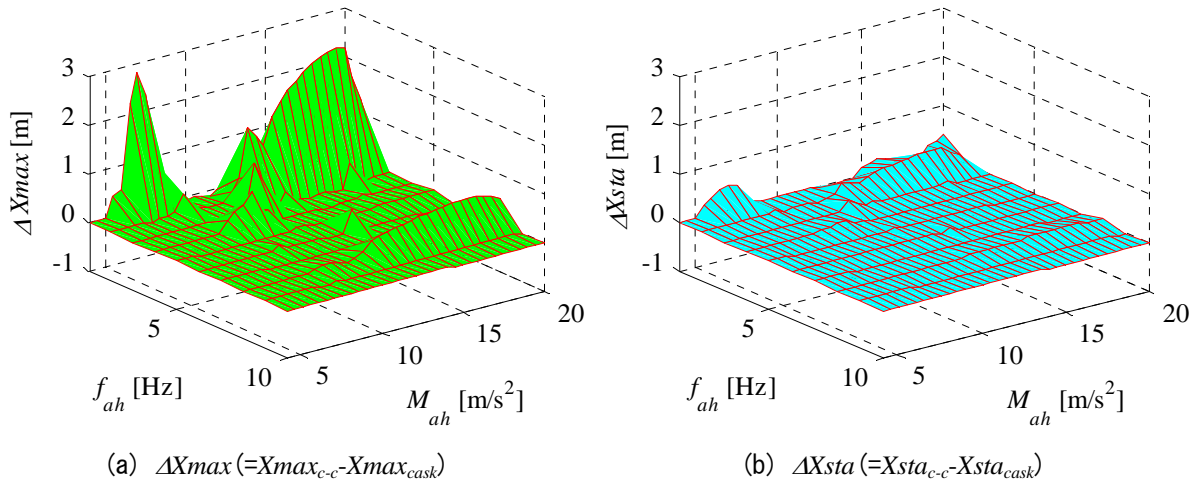 3
2
1
0
-1
ΔXmax [m]
5
10
f_ah [Hz]
5
10
15
20
M_ah [m/s²]
(a) ΔXmax (=Xmax_c-c-Xmax_cask)
3
2
1
0
-1
ΔXsta [m]
5
10
f_ah [Hz]
5
10
15
20
M_ah [m/s²]
(b) ΔXsta (=Xsta_c-c-Xsta_cask)